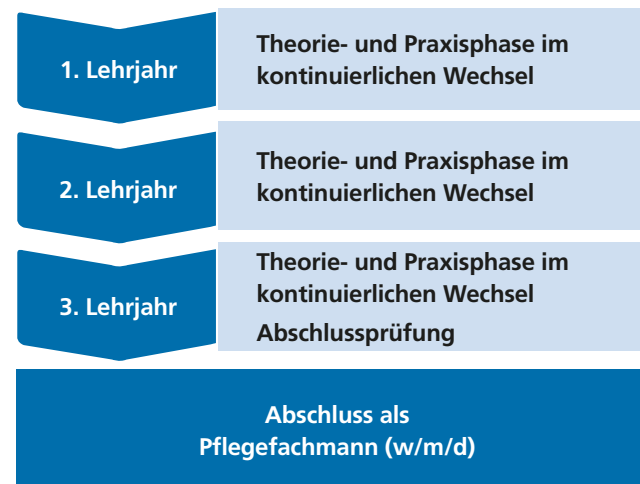 1. Lehrjahr
Theorie- und Praxisphase im
kontinuierlichen Wechsel
2. Lehrjahr
Theorie- und Praxisphase im
kontinuierlichen Wechsel
3. Lehrjahr
Theorie- und Praxisphase im
kontinuierlichen Wechsel
Abschlussprüfung
Abschluss als
Pflegefachmann (w/m/d)